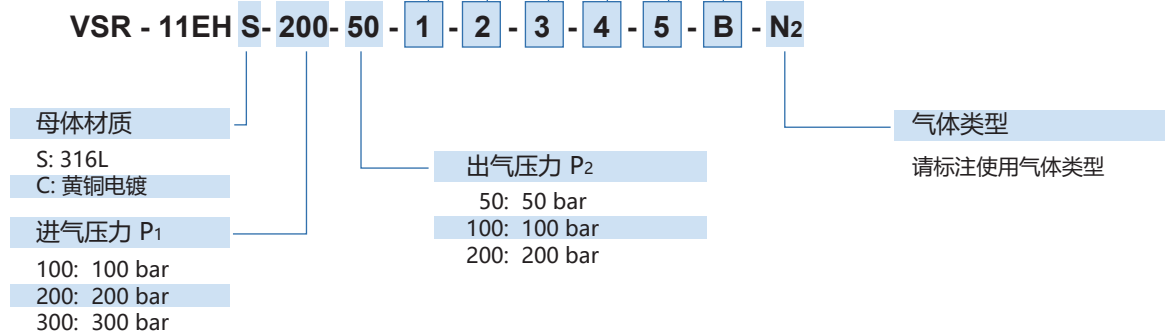 VSR - 11EH S- 200- 50 - 1 - 2 - 3 - 4 - 5 - B - N2
母体材质
S: 316L
C: 黄铜电镀
进气压力 P1
100: 100 bar
200: 200 bar
300: 300 bar
出气压力 P2
50: 50 bar
100: 100 bar
200: 200 bar
气体类型
请标注使用气体类型